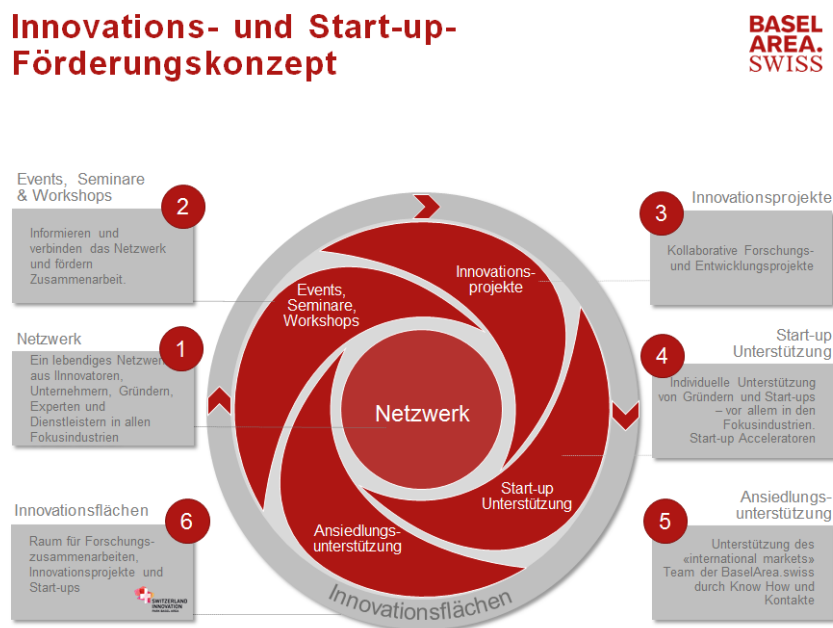 Innovations- und Start-up-
Förderungskonzept
BASEL
AREA.
SWISS
Events, Seminare
& Workshops
2
Informieren und
verbinden das Netzwerk
und fördern
Zusammenarbeit.
Netzwerk
1
Ein lebendiges Netzwerk
aus IInnovatoren,
Unternehmern, Gründern,
Experten und
Dienstleistern in allen
Fokusindustrien
Innovationsflächen
6
Raum für Forschungs-
zusammenarbeiten,
Innovationsprojekte und
Start-ups
SWITZERLAND
INNOVATION
PARK BASEL AREA
Events,
Seminare,
Workshops
Innovations-
projekte
Netzwerk
Start-up
Unterstützung
Ansiedlungs-
unterstützung
Innovationsflächen
Innovationsprojekte
3
Kollaborative Forschungs-
und Entwicklungsprojekte
Start-up
Unterstützung
4
Individuelle Unterstützung
von Gründern und Start-ups
– vor allem in den
Fokusindustrien.
Start-up Acceleratoren
Ansiedlungs-
unterstützung
5
Unterstützung des
«international markets»
Team der BaselArea.swiss
durch Know How und
Kontakte